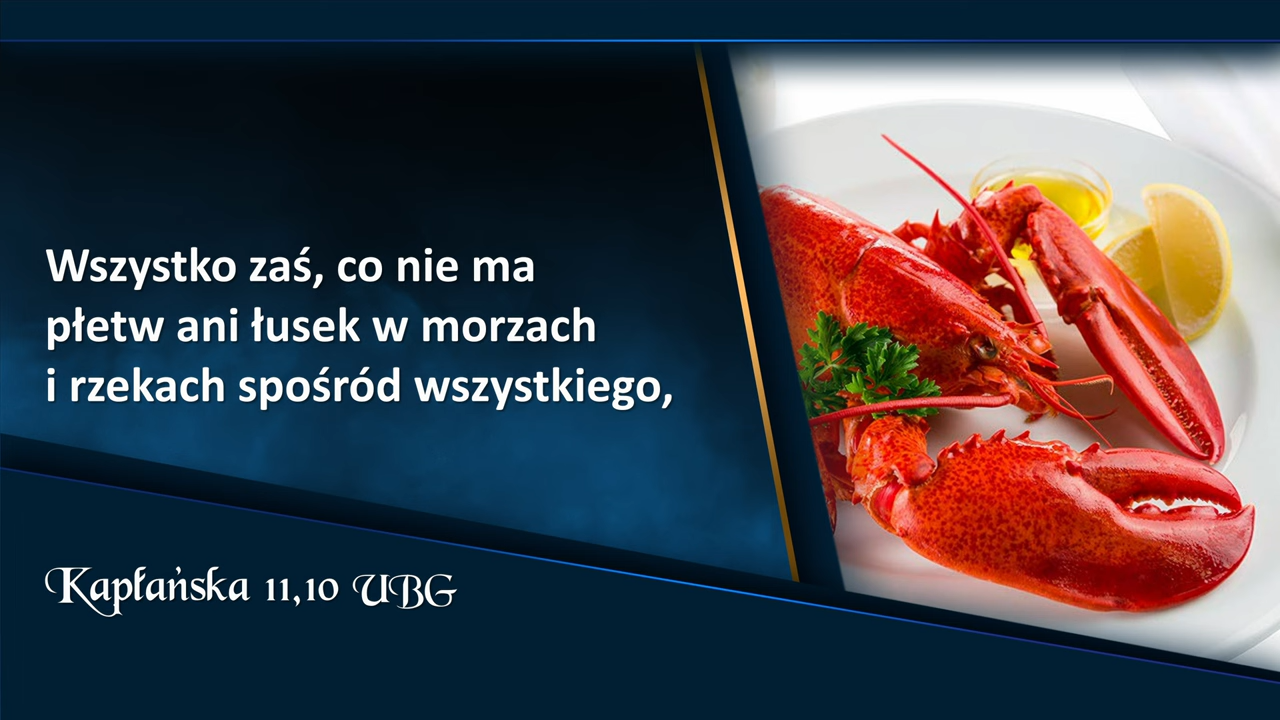 Wszystko zaś, co nie ma
płetw ani łusek w morzach
i rzekach spośród wszystkiego,
Kapłańska 11,10 UBG